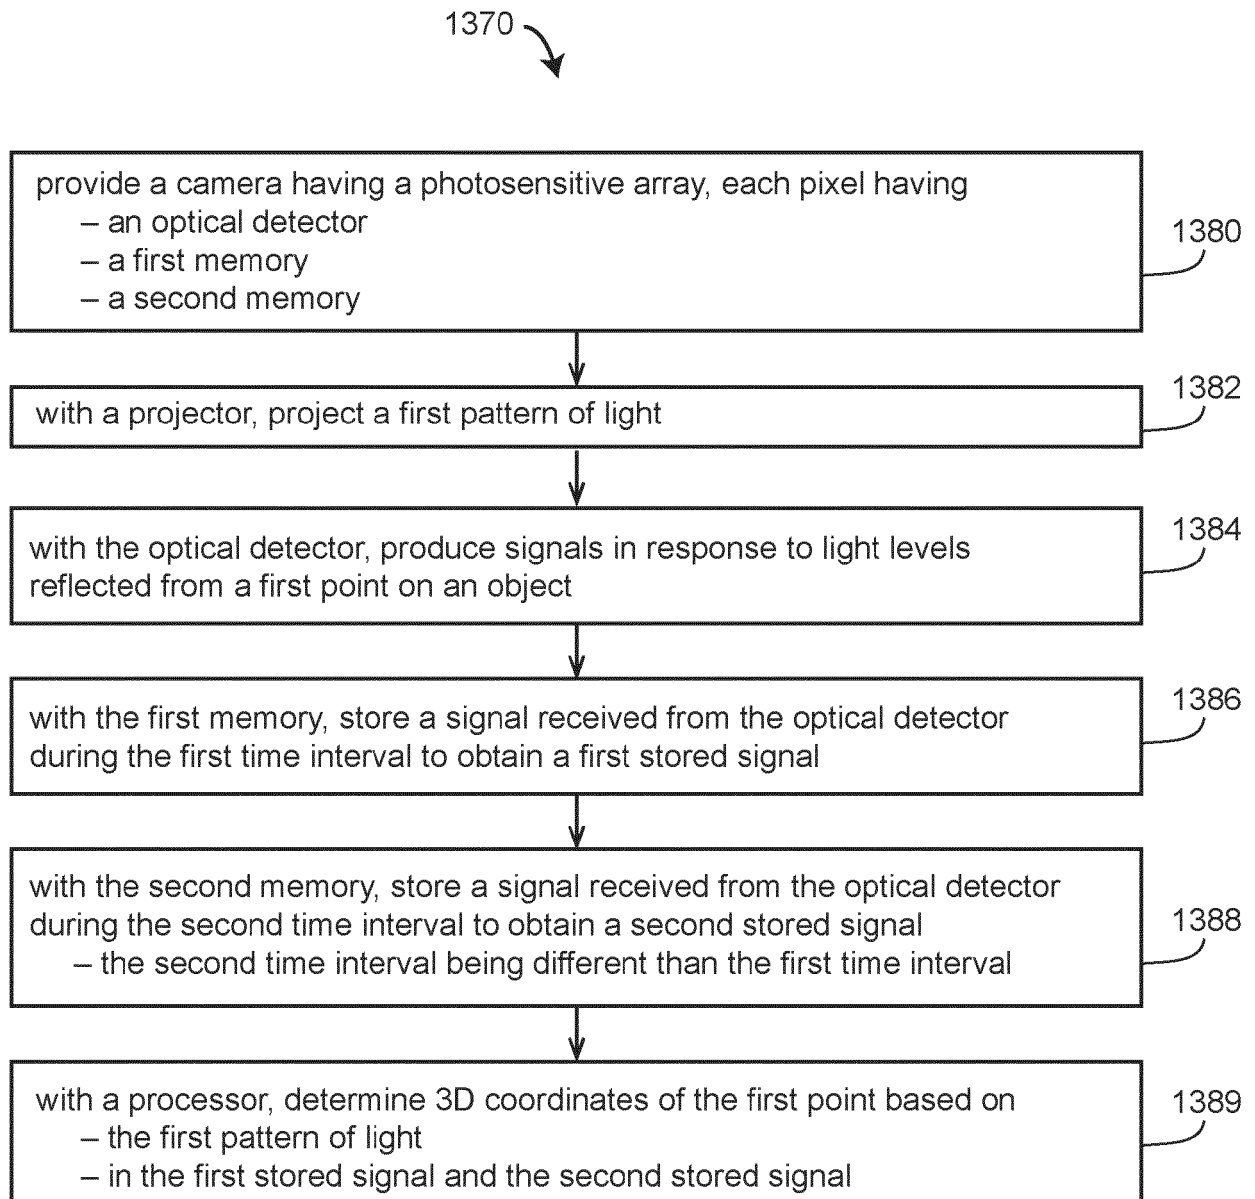 1370
provide a camera having a photosensitive array, each pixel having
– an optical detector
– a first memory
– a second memory
1380
with a projector, project a first pattern of light
1382
with the optical detector, produce signals in response to light levels
reflected from a first point on an object
1384
with the first memory, store a signal received from the optical detector
during the first time interval to obtain a first stored signal
1386
with the second memory, store a signal received from the optical detector
during the second time interval to obtain a second stored signal
– the second time interval being different than the first time interval
1388
with a processor, determine 3D coordinates of the first point based on
– the first pattern of light
– in the first stored signal and the second stored signal
1389